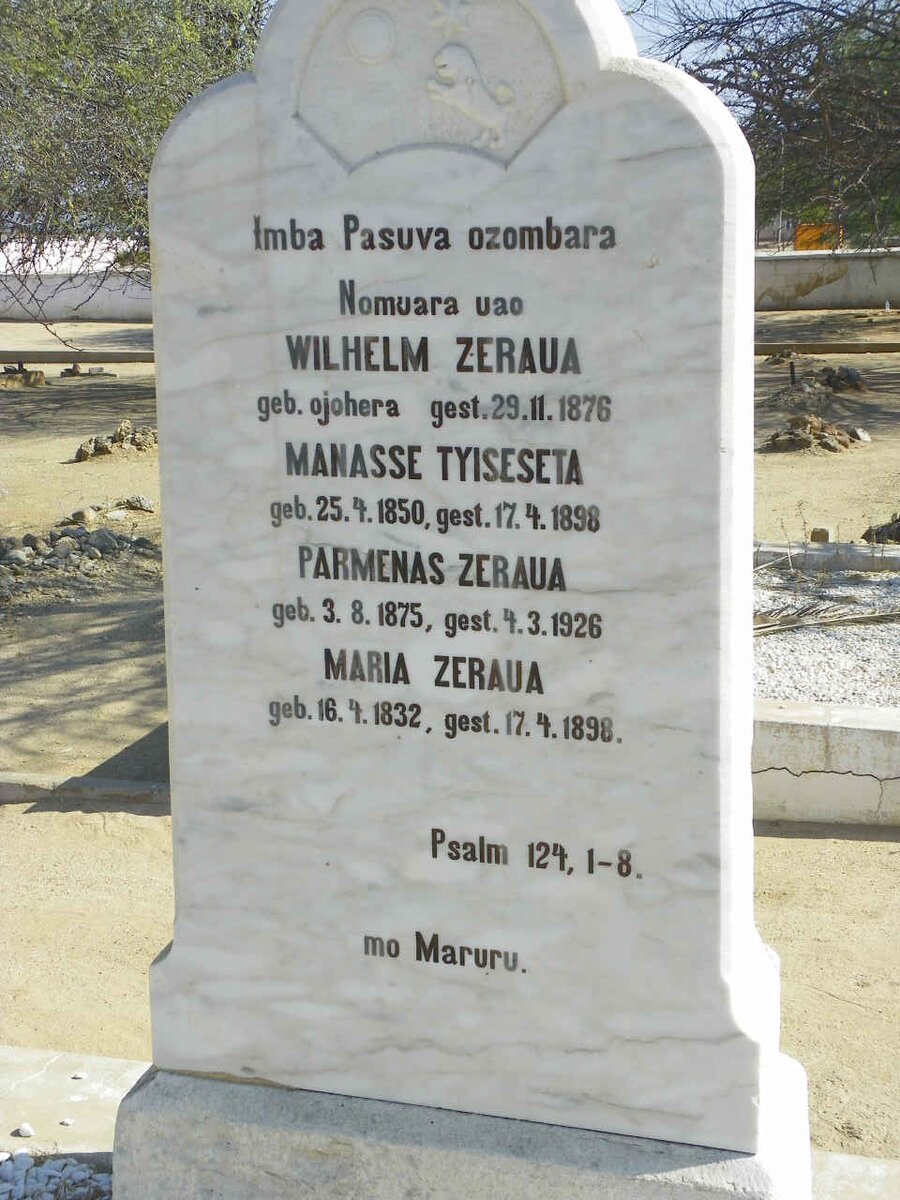 Imba Pasuva ozombara
Nomuara uao
WILHELM ZERAUA
geb. ojohera gest. 29.11.1876
MANASSE TYISESETA
geb. 25.4.1850, gest. 17.4.1898
PARMENAS ZERAUA
geb. 3. 8. 1875, gest. 4.3.1926
MARIA ZERAUA
geb. 16. 4. 1832, gest. 17. 4. 1898.
Psalm 124, 1-8.
mo Maruru.